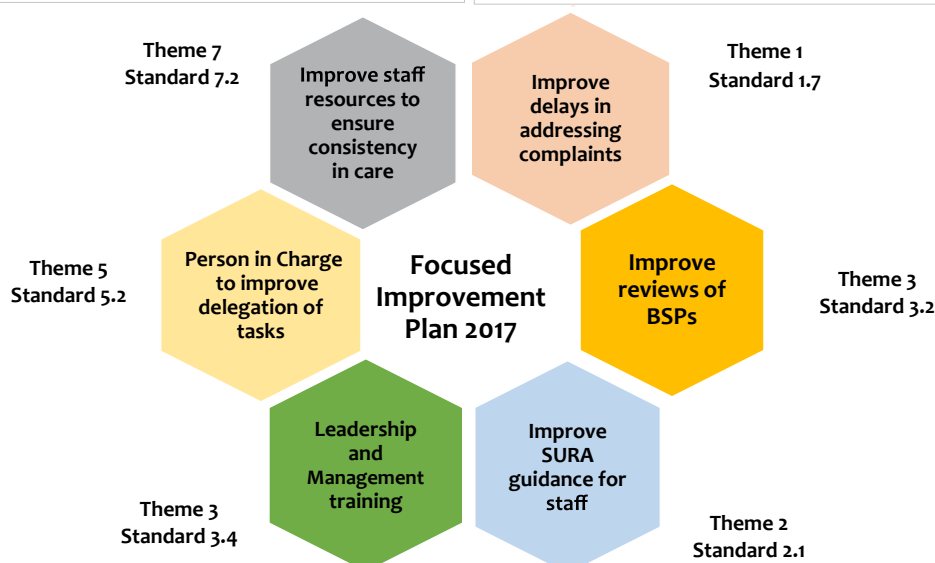 Theme 7
Standard 7.2
Improve staff
resources to
ensure
consistency
in care
Improve
delays in
addressing
complaints
Theme 1
Standard 1.7
Theme 5
Standard 5.2
Person in Charge
to improve
delegation of
tasks
Focused
Improvement
Plan 2017
Improve
reviews of
BSPs
Theme 3
Standard 3.2
Theme 3
Standard 3.4
Leadership
and
Management
training
Improve
SURA
guidance for
staff
Theme 2
Standard 2.1